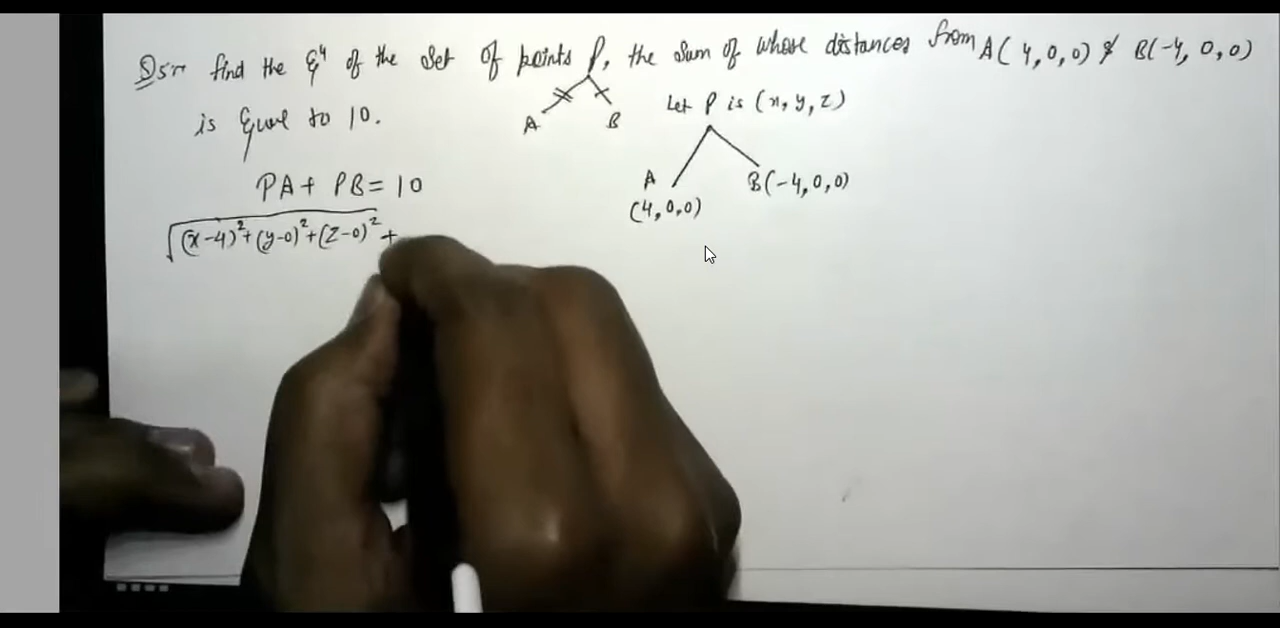 Q5m find the Eqⁿ of the Set of points P, the Sum of whose distances from A(4,0,0) & B(-4,0,0)
is Equal to 10.
A B
Let P is (x, y, z)
A
(4,0,0)
B(-4,0,0)
PA + PB = 10
√(x-4)²+(y-0)²+(z-0)² +